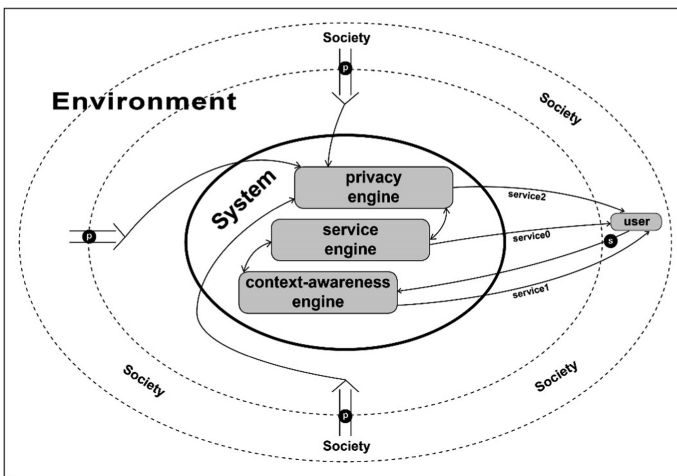 Society
p
Environment
Society
System
privacy
engine
service2
user
service
engine
service0
p
s
context-awareness
engine
service1
Society
Society
p
Society